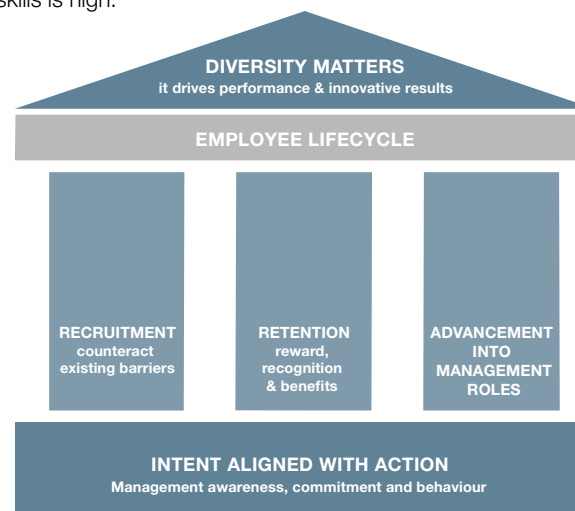 skills is high.
DIVERSITY MATTERS
it drives performance & innovative results
EMPLOYEE LIFECYCLE
RECRUITMENT
counteract
existing barriers
RETENTION
reward,
recognition
& benefits
ADVANCEMENT
INTO
MANAGEMENT
ROLES
INTENT ALIGNED WITH ACTION
Management awareness, commitment and behaviour